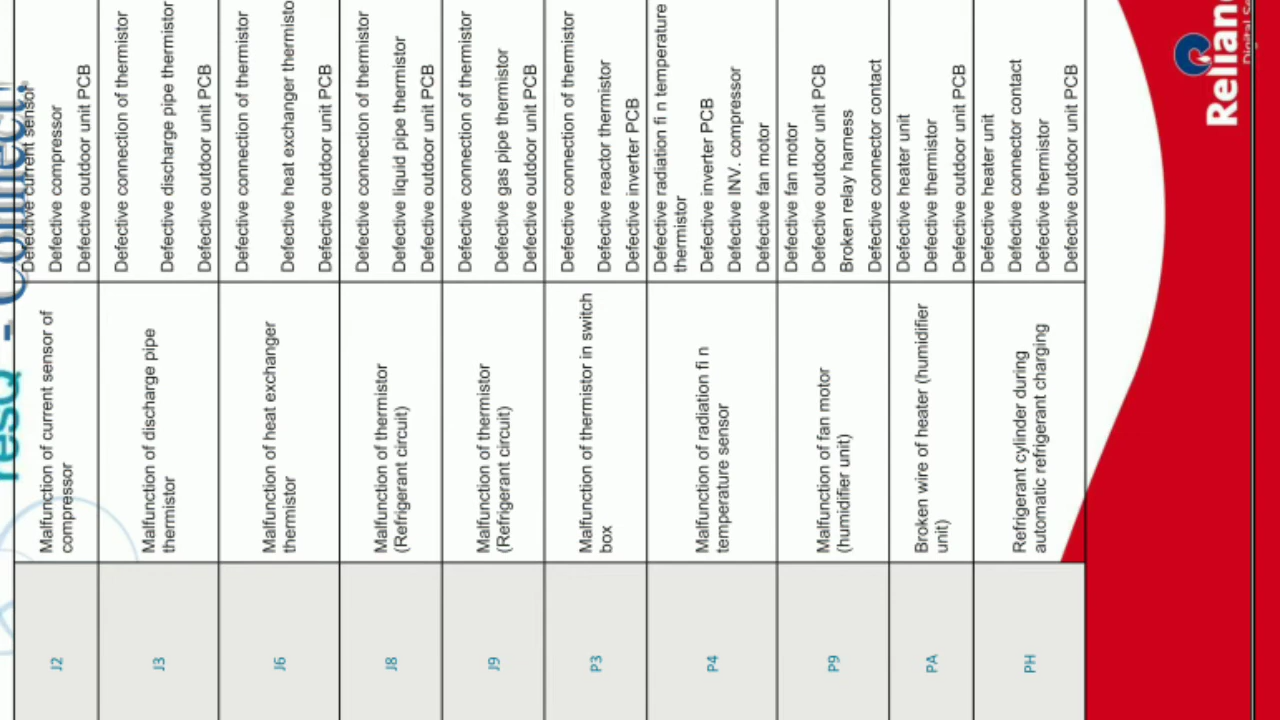 resQ - Connect.
J2
Malfunction of current sensor of
compressor
Defective current sensor
Defective compressor
Defective outdoor unit PCB
J3
Malfunction of discharge pipe
thermistor
Defective connection of thermistor
Defective discharge pipe thermistor
Defective outdoor unit PCB
J6
Malfunction of heat exchanger
thermistor
Defective connection of thermistor
Defective heat exchanger thermisto
Defective outdoor unit PCB
J8
Malfunction of thermistor
(Refrigerant circuit)
Defective connection of thermistor
Defective liquid pipe thermistor
Defective outdoor unit PCB
J9
Malfunction of thermistor
(Refrigerant circuit)
Defective connection of thermistor
Defective gas pipe thermistor
Defective outdoor unit PCB
P3
Malfunction of thermistor in switch
box
Defective connection of thermistor
Defective reactor thermistor
Defective inverter PCB
P4
Malfunction of radiation fi n
temperature sensor
Defective radiation fi n temperature
thermistor
Defective inverter PCB
Defective INV. compressor
Defective fan motor
P9
Malfunction of fan motor
(humidifier unit)
Defective fan motor
Defective outdoor unit PCB
Broken relay harness
Defective connector contact
PA
Broken wire of heater (humidifier
unit)
Defective heater unit
Defective thermistor
Defective outdoor unit PCB
PH
Refrigerant cylinder during
automatic refrigerant charging
Defective heater unit
Defective connector contact
Defective thermistor
Defective outdoor unit PCB
Relian
Digital Se